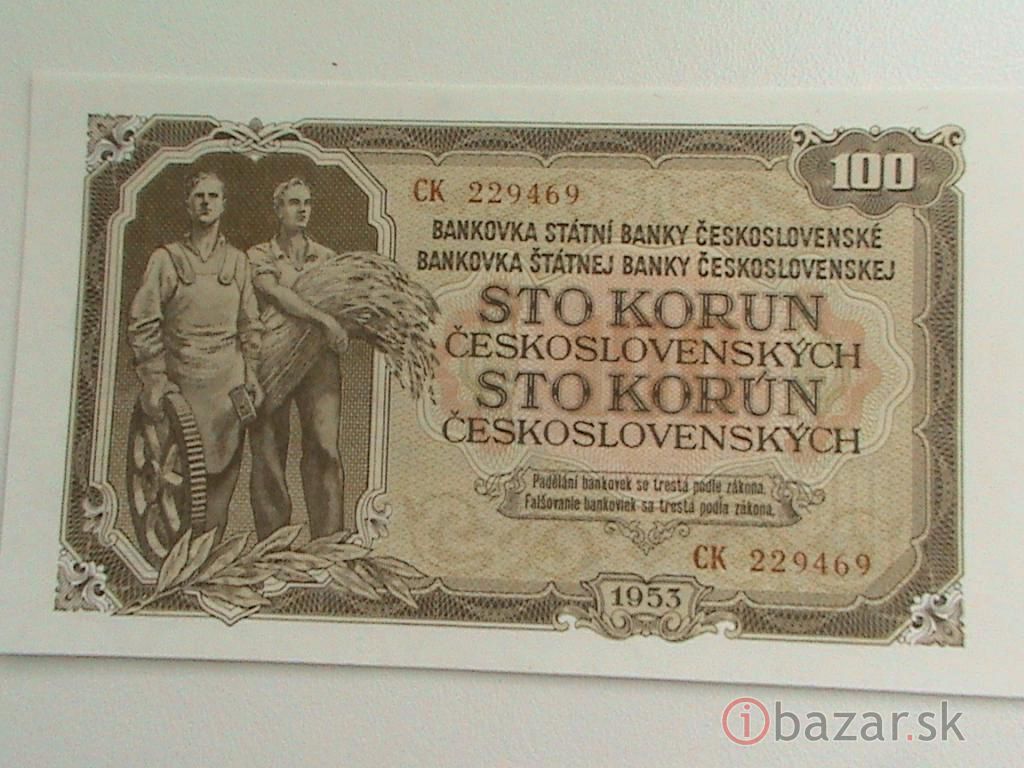 100
CK 229469
BANKOVKA STÁTNÍ BANKY ČESKOSLOVENSKÉ
BANKOVKA ŠTÁTNEJ BANKY ČESKOSLOVENSKEJ
STO KORUN
ČESKOSLOVENSKÝCH
STO KORÚN
ČESKOSLOVENSKÝCH
Padělání bankovek se trestá podle zákona.
Falšovanie bankoviek sa trestá podľa zákona.
CK 229469
1953
ibazar.sk